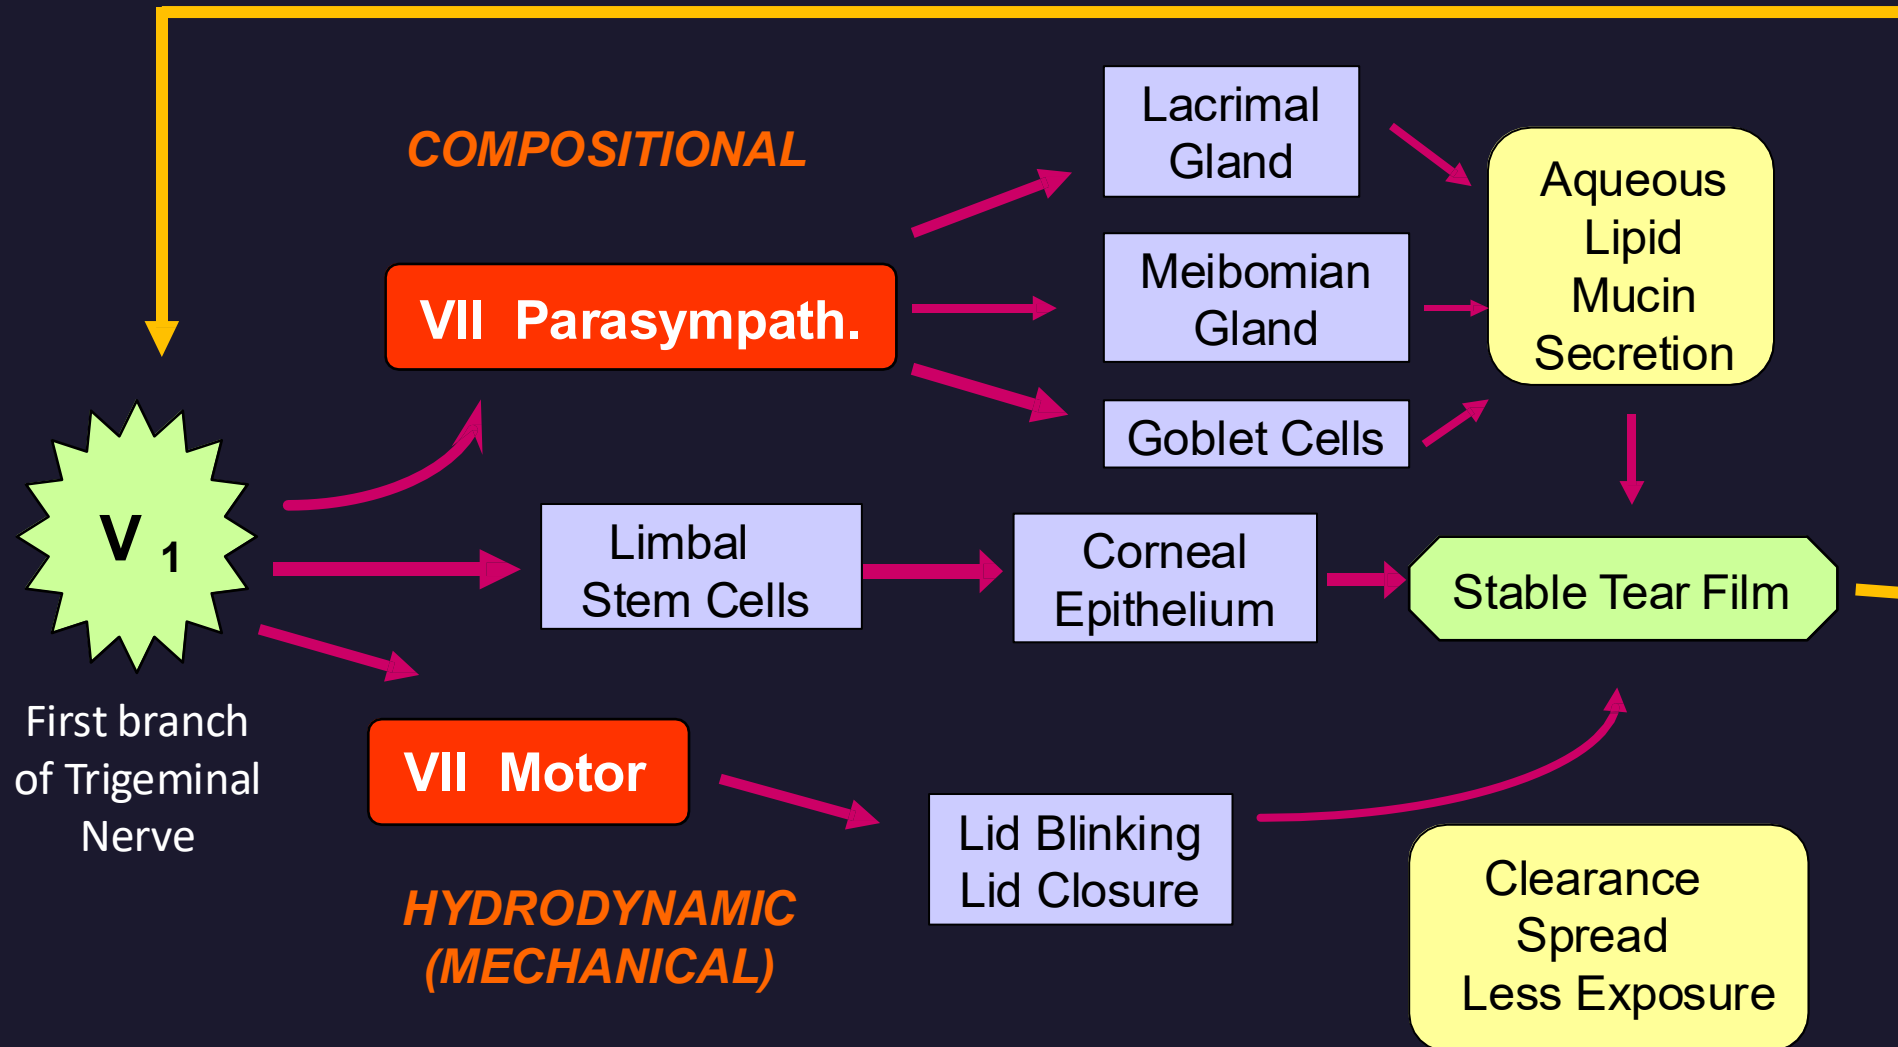 COMPOSITIONAL
Lacrimal
Gland
Aqueous
Lipid
Mucin
Secretion
VII Parasympath.
Meibomian
Gland
Goblet Cells
V 1
First branch
of Trigeminal
Nerve
Limbal
Stem Cells
Corneal
Epithelium
Stable Tear Film
VII Motor
Lid Blinking
Lid Closure
HYDRODYNAMIC
(MECHANICAL)
Clearance
Spread
Less Exposure